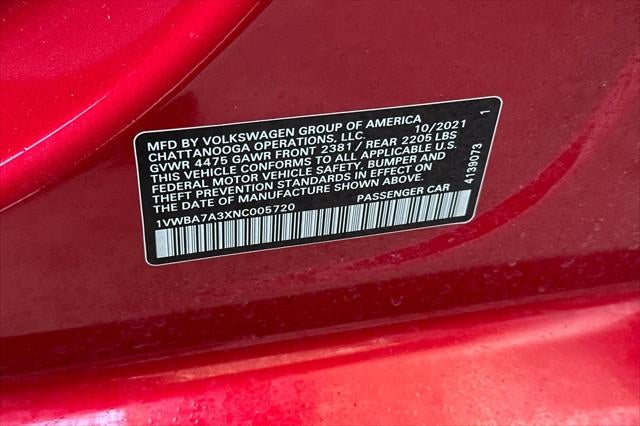 MFD BY VOLKSWAGEN GROUP OF AMERICA
CHATTANOOGA OPERATIONS, LLC. 10/2021
GVWR 4475 GAWR FRONT 2381 / REAR 2205 LBS
THIS VEHICLE CONFORMS TO ALL APPLICABLE U.S.
FEDERAL MOTOR VEHICLE SAFETY, BUMPER AND
THEFT PREVENTION STANDARDS IN EFFECT ON
THE DATE OF MANUFACTURE SHOWN ABOVE.
1VWBA7A3XNC005720 PASSENGER CAR
4139073 1